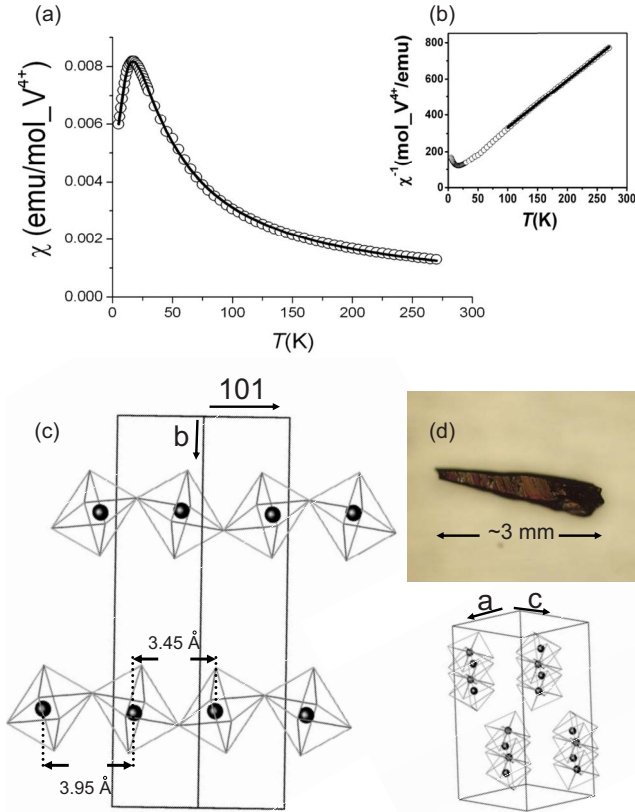 (a)
χ (emu/mol_V⁴⁺)
0.008
0.006
0.004
0.002
0.000
0 50 100 150 200 250 300
T(K)
(b)
χ⁻¹(mol_V⁴⁺/emu)
800
600
400
200
0
0 50 100 150 200 250 300
T(K)
(c)
101
b
3.45 Å
3.95 Å
(d)
~3 mm
a c